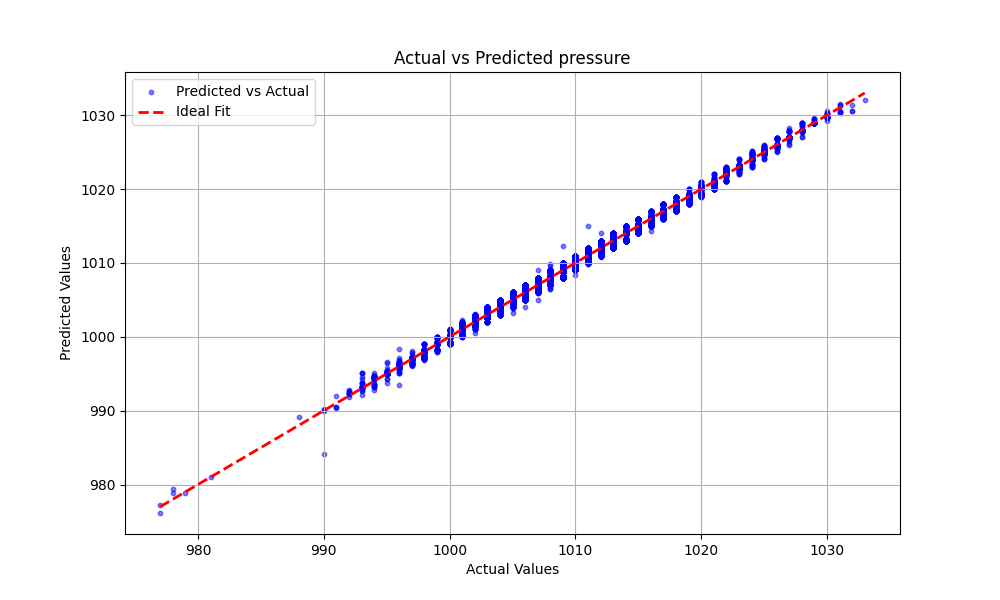 Actual vs Predicted pressure
Predicted vs Actual
Ideal Fit
Predicted Values
1030
1020
1010
1000
990
980
980 990 1000 1010 1020 1030
Actual Values